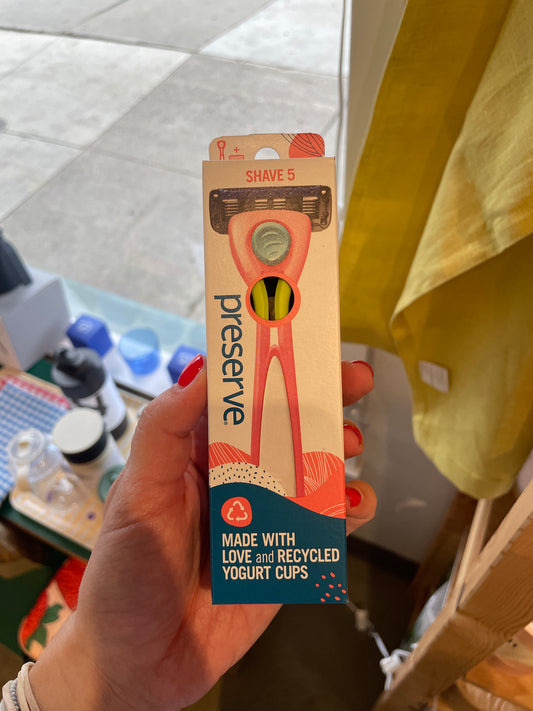 SHAVE 5
preserve
MADE WITH
LOVE and RECYCLED
YOGURT CUPS